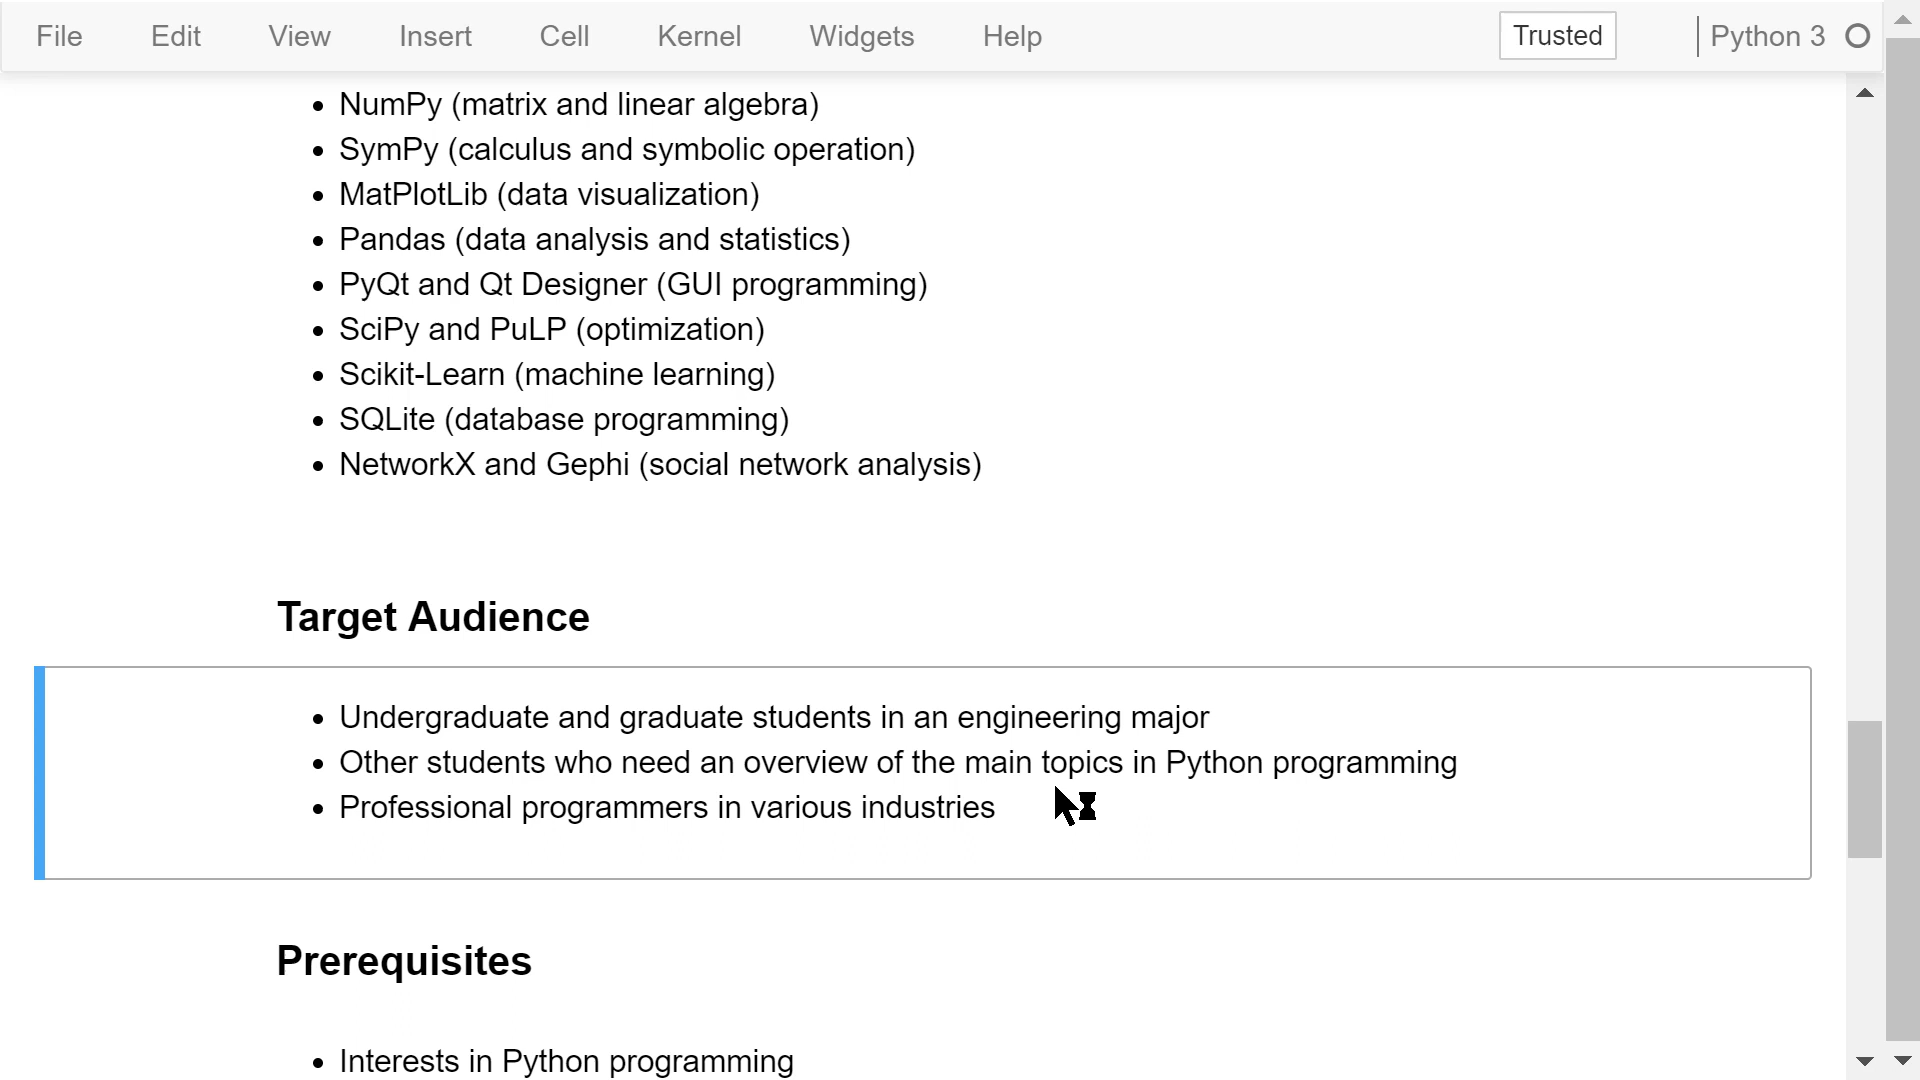 File Edit View Insert Cell Kernel Widgets Help Trusted Python 3
NumPy (matrix and linear algebra)
SymPy (calculus and symbolic operation)
MatPlotLib (data visualization)
Pandas (data analysis and statistics)
PyQt and Qt Designer (GUI programming)
SciPy and PuLP (optimization)
Scikit-Learn (machine learning)
SQLite (database programming)
NetworkX and Gephi (social network analysis)
Target Audience
Undergraduate and graduate students in an engineering major
Other students who need an overview of the main topics in Python programming
Professional programmers in various industries
Prerequisites
Interests in Python programming